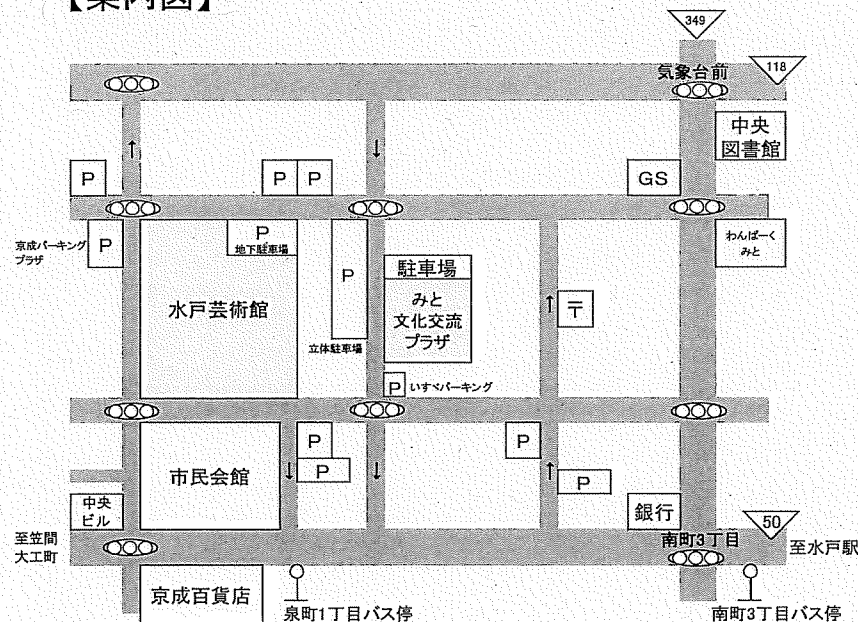 【案内図】
349
気象台前
118
中央
図書館
P
P
P
GS
京成パーキング
プラザ
P
P
地下駐車場
P
駐車場
わんぱーく
みと
水戸芸術館
みと
文化交流
プラザ
〒
立体駐車場
P
いすべパーキング
P
P
P
P
市民会館
中央
ビル
銀行
50
至笠間
大工町
南町3丁目
至水戸駅
京成百貨店
泉町1丁目バス停
南町3丁目バス停